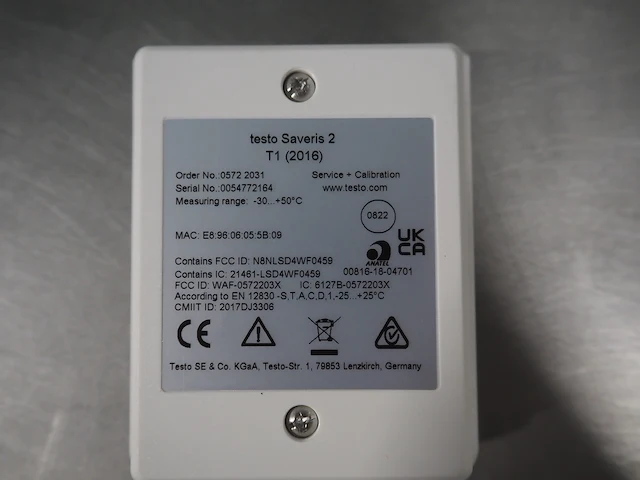 testo Saveris 2
T1 (2016)
Order No.:0572 2031 Service + Calibration
Serial No.:0054772164 www.testo.com
Measuring range: -30...+50°C
0822
MAC: E8:96:06:05:5B:09
UK
CA
ANATEL
Contains FCC ID: N8NLSD4WF0459
Contains IC: 21461-LSD4WF0459 00816-18-04701
FCC ID: WAF-0572203X IC: 6127B-0572203X
According to EN 12830 -S,T,A,C,D,1,-25...+25°C
CMIIT ID: 2017DJ3306
CE
Testo SE & Co. KGaA, Testo-Str. 1, 79853 Lenzkirch, Germany